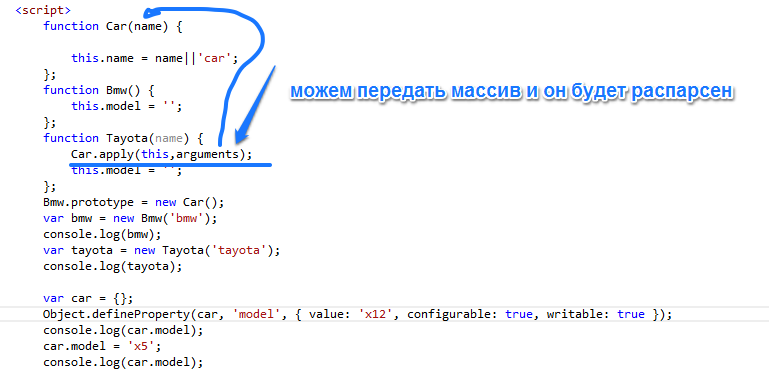 <script>
function Car(name) {
this.name = name||'car';
};
function Bmw() {
this.model = '';
};
можем передать массив и он будет распарсен
function Tayota(name) {
Car.apply(this,arguments);
this.model = '';
};
Bmw.prototype = new Car();
var bmw = new Bmw('bmw');
console.log(bmw);
var tayota = new Tayota('tayota');
console.log(tayota);
var car = {};
Object.defineProperty(car, 'model', { value: 'x12', configurable: true, writable: true });
console.log(car.model);
car.model = 'x5';
console.log(car.model);